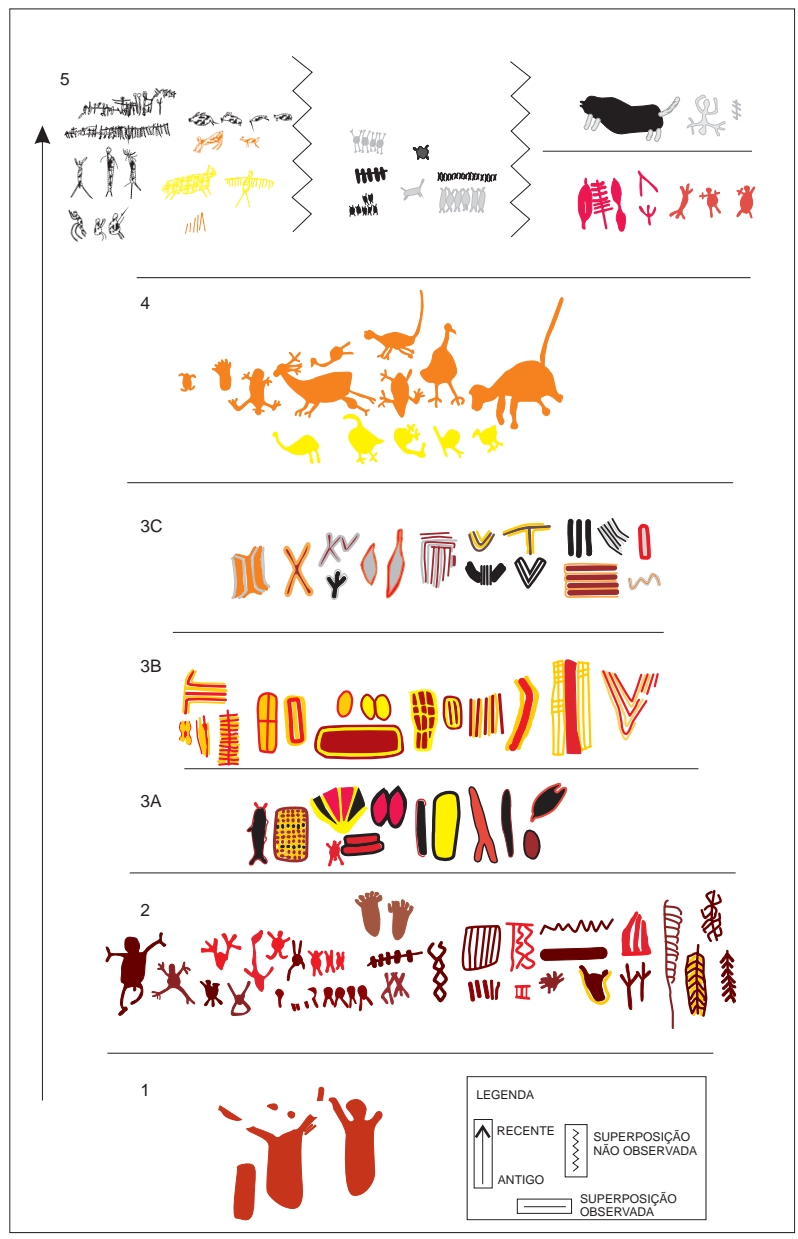 5
4
3C
3B
3A
2
1
LEGENDA
RECENTE
ANTIGO
SUPERPOSIÇÃO
NÃO OBSERVADA
SUPERPOSIÇÃO
OBSERVADA